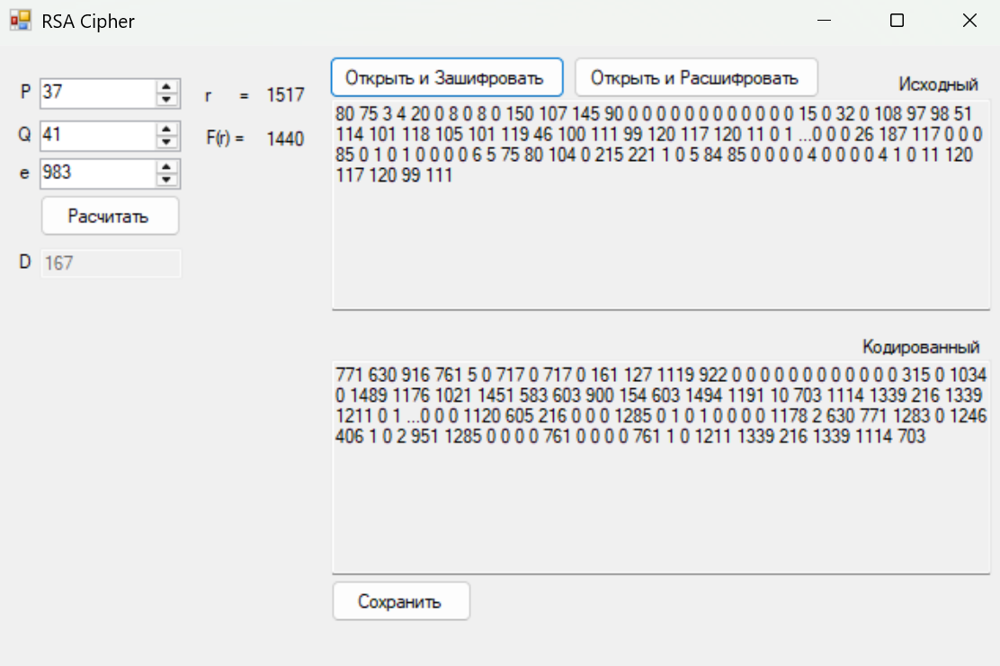 RSA Cipher
P 37 r = 1517
Q 41 F(r) = 1440
e 983
Расчитать
D 167
Открыть и Зашифровать Открыть и Расшифровать
Исходный
80 75 3 4 20 0 8 0 8 0 150 107 145 90 0 0 0 0 0 0 0 0 0 0 0 0 15 0 32 0 108 97 98 51
114 101 118 105 101 119 46 100 111 99 120 117 120 11 0 1 ...0 0 0 26 187 117 0 0 0
85 0 1 0 1 0 0 0 0 6 5 75 80 104 0 215 221 1 0 5 84 85 0 0 0 0 4 0 0 0 0 4 1 0 11 120
117 120 99 111
Кодированный
771 630 916 761 5 0 717 0 717 0 161 127 1119 922 0 0 0 0 0 0 0 0 0 0 0 0 315 0 1034
0 1489 1176 1021 1451 583 603 900 154 603 1494 1191 10 703 1114 1339 216 1339
1211 0 1 ...0 0 0 1120 605 216 0 0 0 1285 0 1 0 1 0 0 0 0 1178 2 630 771 1283 0 1246
406 1 0 2 951 1285 0 0 0 0 761 0 0 0 0 761 1 0 1211 1339 216 1339 1114 703
Сохранить